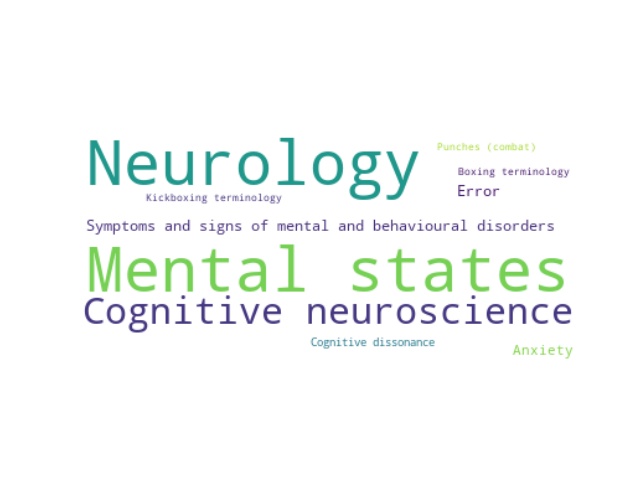 Neurology
Punches (combat)
Boxing terminology
Error
Kickboxing terminology
Symptoms and signs of mental and behavioural disorders
Mental states
Cognitive neuroscience
Cognitive dissonance
Anxiety